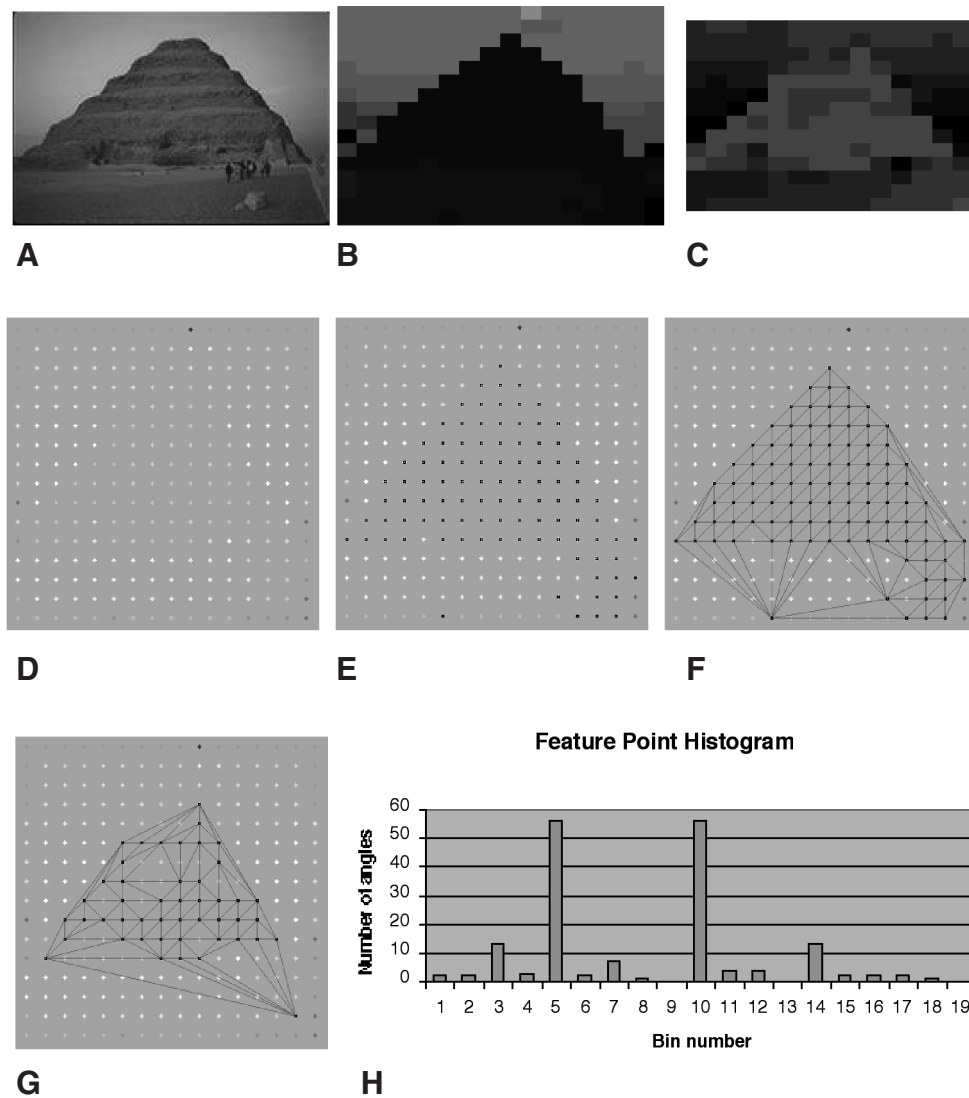 A
B
C
D
E
F
G
Feature Point Histogram
60
50
40
30
20
10
0
Number of angles
1 2 3 4 5 6 7 8 9 10 11 12 13 14 15 16 17 18 19
Bin number
H